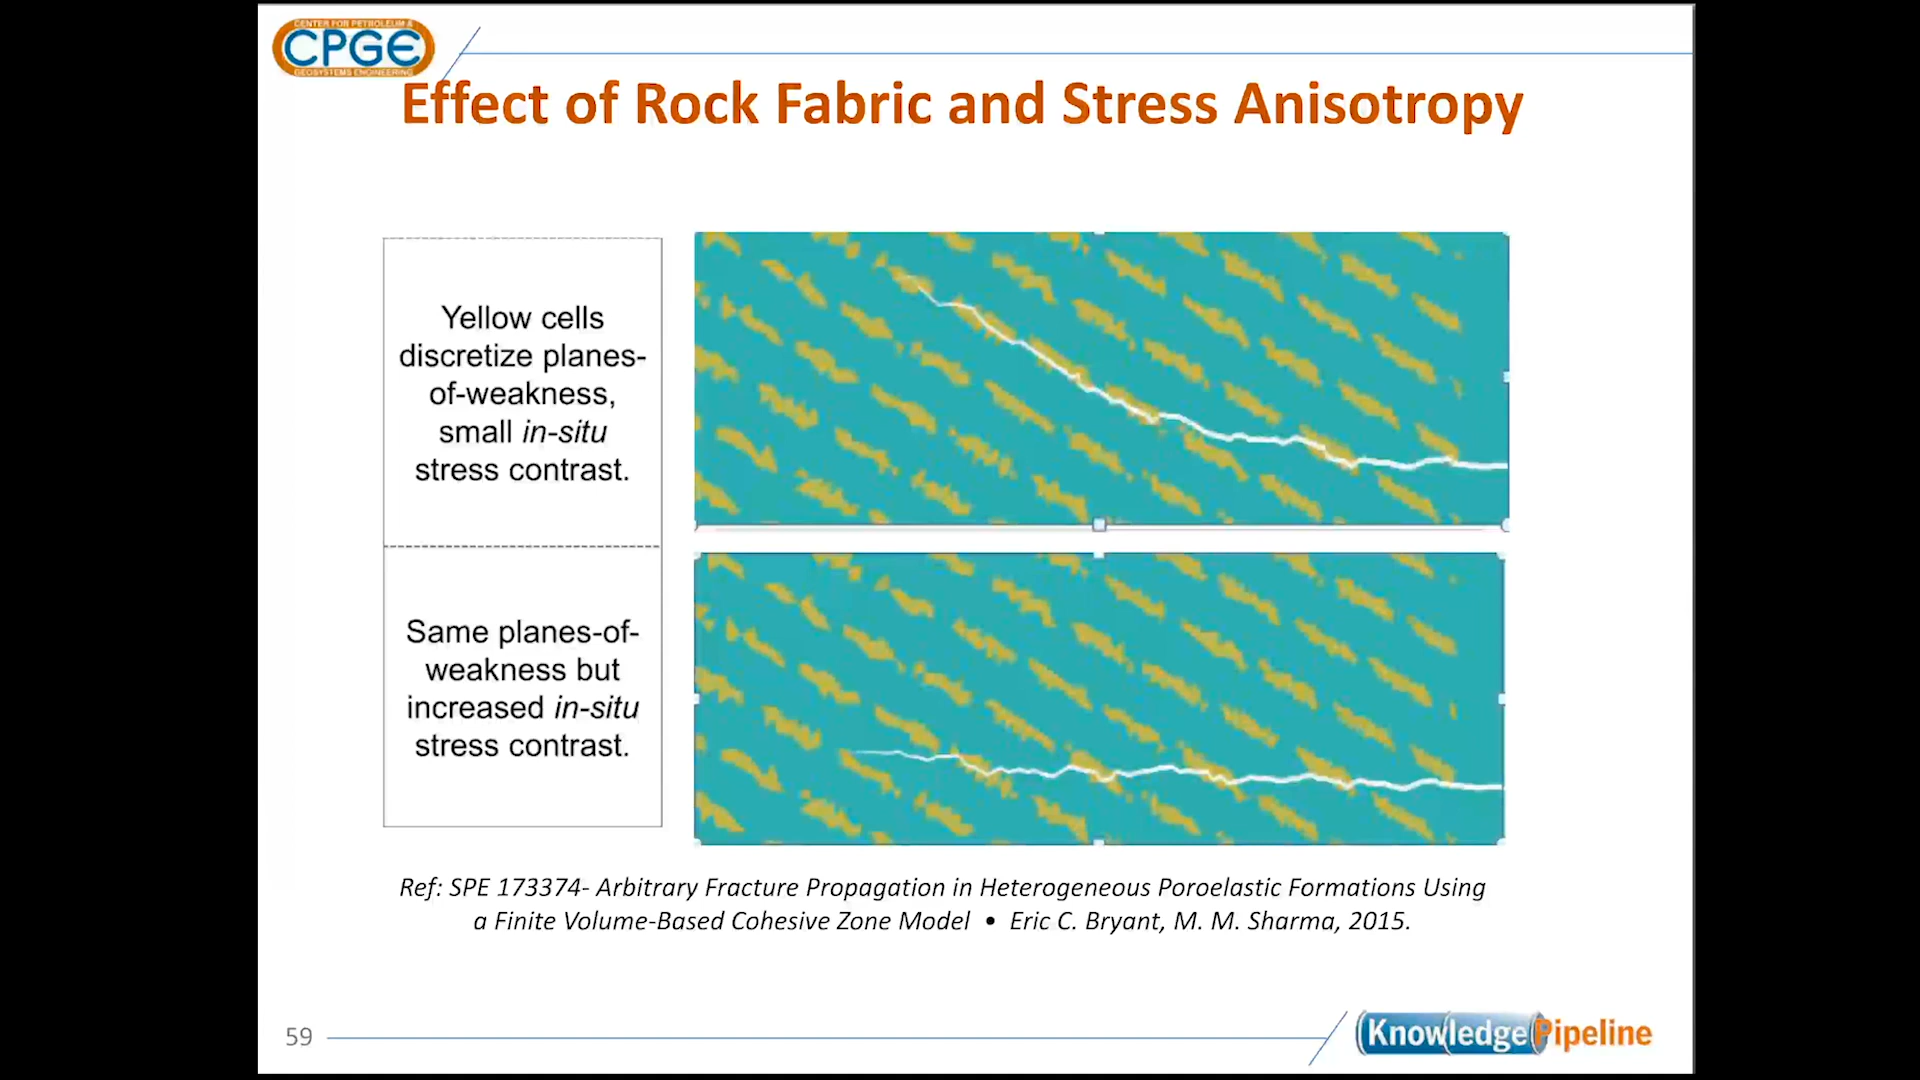 CENTER FOR PETROLEUM &
CPGE
GEOSYSTEMS ENGINEERING
Effect of Rock Fabric and Stress Anisotropy
Yellow cells
discretize planes-
of-weakness,
small in-situ
stress contrast.
Same planes-of-
weakness but
increased in-situ
stress contrast.
Ref: SPE 173374- Arbitrary Fracture Propagation in Heterogeneous Poroelastic Formations Using
a Finite Volume-Based Cohesive Zone Model • Eric C. Bryant, M. M. Sharma, 2015.
59
Knowledge Pipeline